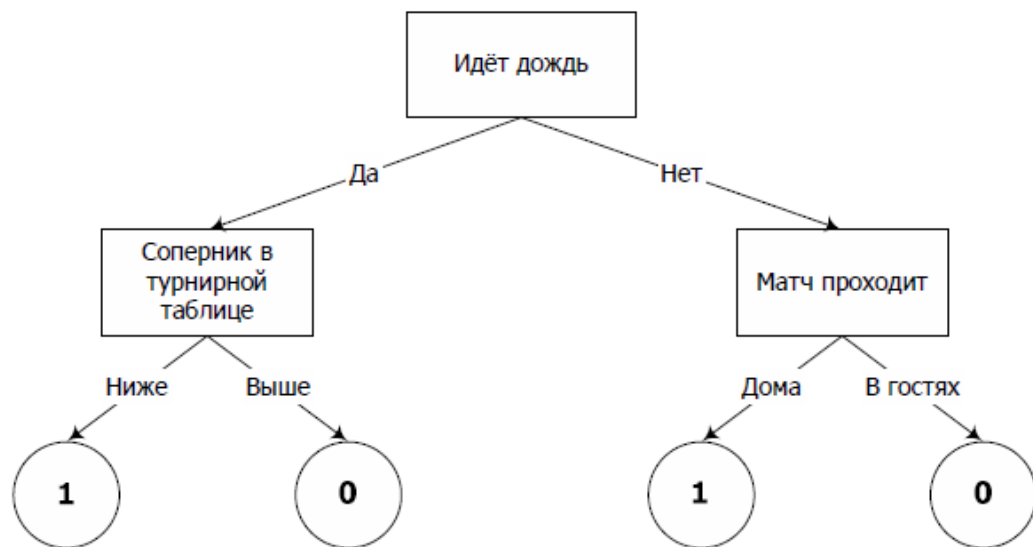 Идёт дождь
Да
Нет
Соперник в
турнирной
таблице
Матч проходит
Ниже
Выше
Дома
В гостях
1
0
1
0